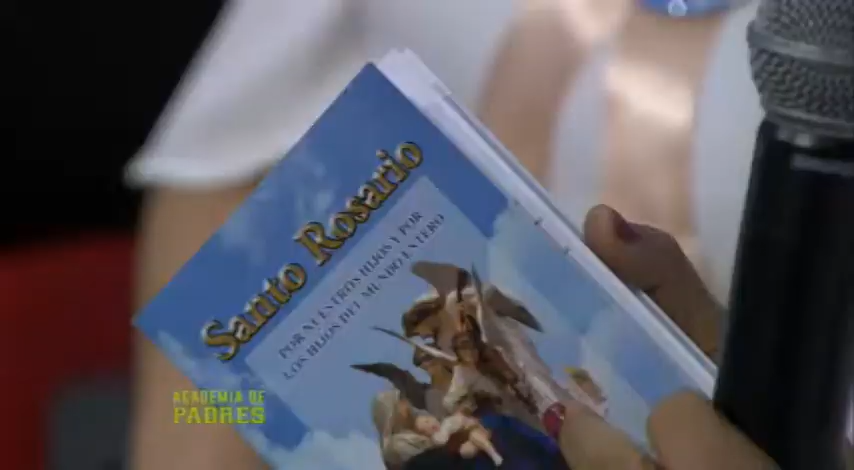 Santo Rosario
POR NUESTROS HIJOS Y POR
LOS HIJOS DEL MUNDO ENTERO
ACADEMIA DE
PADRES